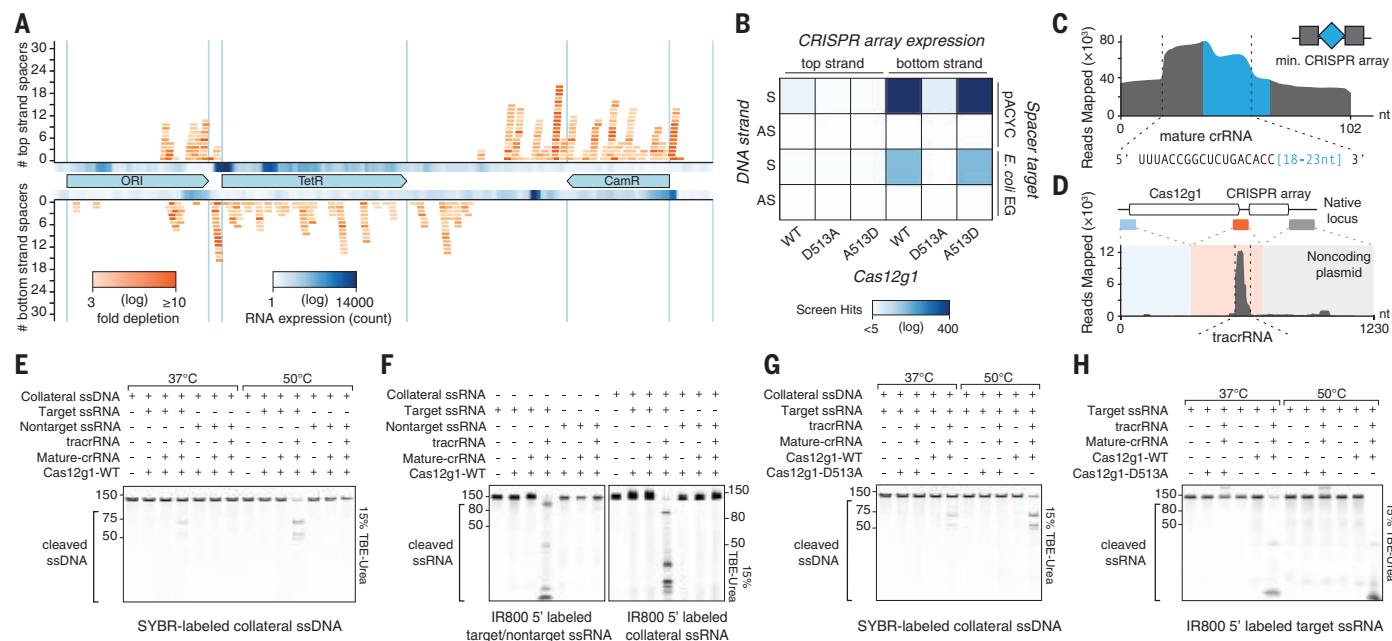 A
# top strand spacers
30
24
18
12
6
0
ORI
TetR
CamR
# bottom strand spacers
0
6
12
18
24
30
3 (log) ≥10
fold depletion
1 (log) 14000
RNA expression (count)
B
CRISPR array expression
top strand
bottom strand
DNA strand
S
AS
S
AS
pACYC
E. coli EG
Spacer target
WT
D513A
A513D
WT
D513A
A513D
Cas12g1
Screen Hits
<5 (log) 400
C
Reads Mapped (×10³)
80
40
0
min. CRISPR array
0
102
nt
mature crRNA
5' UUUACCGGCUCUGACACC[18-23nt] 3'
D
Cas12g1
CRISPR array
Native locus
Reads Mapped (×10³)
12
9
6
3
0
Noncoding plasmid
0
1230
nt
tracrRNA
E
37°C
50°C
Collateral ssDNA + + + + + + + + + + + + + +
Target ssRNA - + + + - - - - + + + - - -
Nontarget ssRNA - - - - + + + - - - - + + +
tracrRNA - - - + - - + - - - + - - +
Mature-crRNA - - + + - + + - - + + - + +
Cas12g1-WT - + + + + + + - + + + + + +
150
75
50
cleaved ssDNA
15% TBE-Urea
SYBR-labeled collateral ssDNA
F
Collateral ssRNA - - - - - - - + + + + + + +
Target ssRNA + + + + - - - - + + + - - -
Nontarget ssRNA - - - - + + + - - - - + + +
tracrRNA - - - + - - + - - - + - - +
Mature-crRNA - - + + - + + - - + + - + +
Cas12g1-WT - + + + + + + - + + + + + +
150
80
50
cleaved ssRNA
150
80
50
30
15% TBE-Urea
IR800 5' labeled target/nontarget ssRNA
IR800 5' labeled collateral ssRNA
G
37°C
50°C
Collateral ssDNA + + + + + + + + + + + +
Target ssRNA + + + + + + + + + + + +
tracrRNA - - + - - + - - + - - +
Mature-crRNA - - + - - + - - + - - +
Cas12g1-WT - - - - + + - - - - + +
Cas12g1-D513A - + + - - - - + + - - -
150
75
50
cleaved ssDNA
15% TBE-Urea
SYBR-labeled collateral ssDNA
H
37°C
50°C
Target ssRNA + + + + + + + + + + + +
tracrRNA - - + - - + - - + - - +
Mature-crRNA - - + - - + - - + - - +
Cas12g1-WT - - - - + + - - - - + +
Cas12g1-D513A - + + - - - - + + - - -
150
80
50
cleaved ssRNA
15% TBE-Urea
IR800 5' labeled target ssRNA